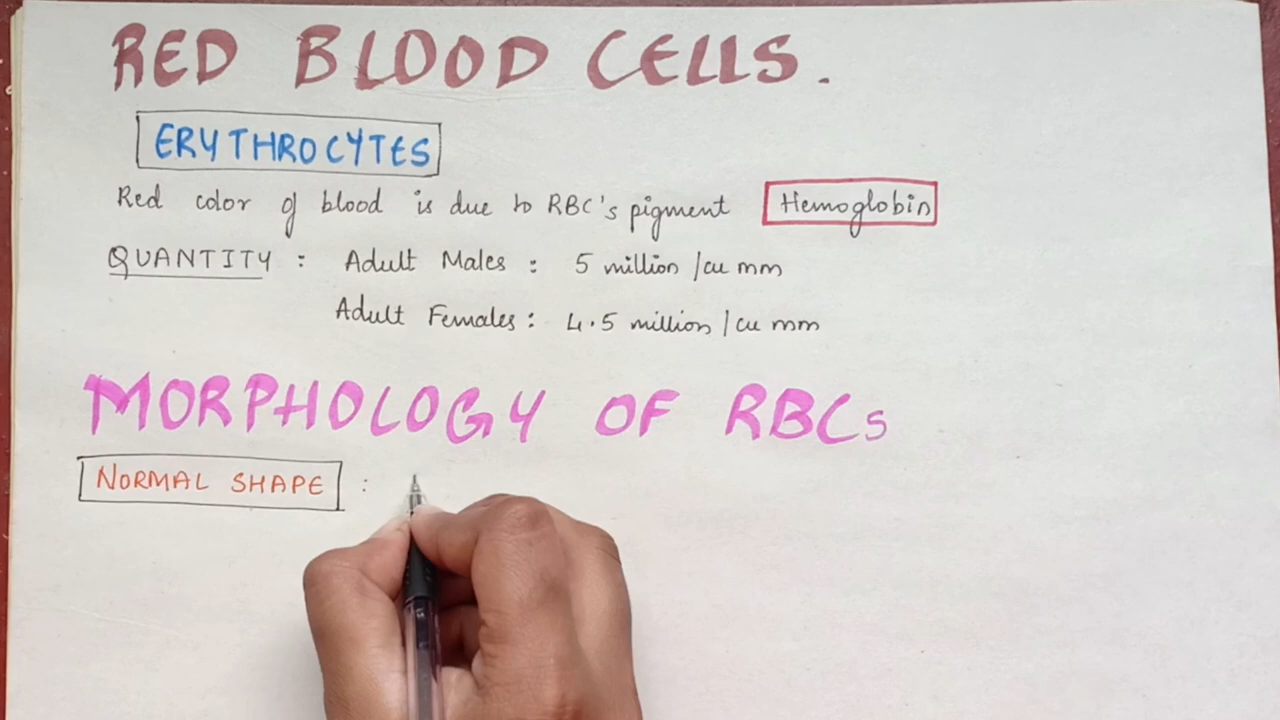 RED BLOOD CELLS.
ERYTHROCYTES
Red color of blood is due to RBC's pigment Hemoglobin
QUANTITY : Adult Males : 5 million /cu mm
Adult Females : 4.5 million / cu mm
MORPHOLOGY OF RBCs
NORMAL SHAPE :